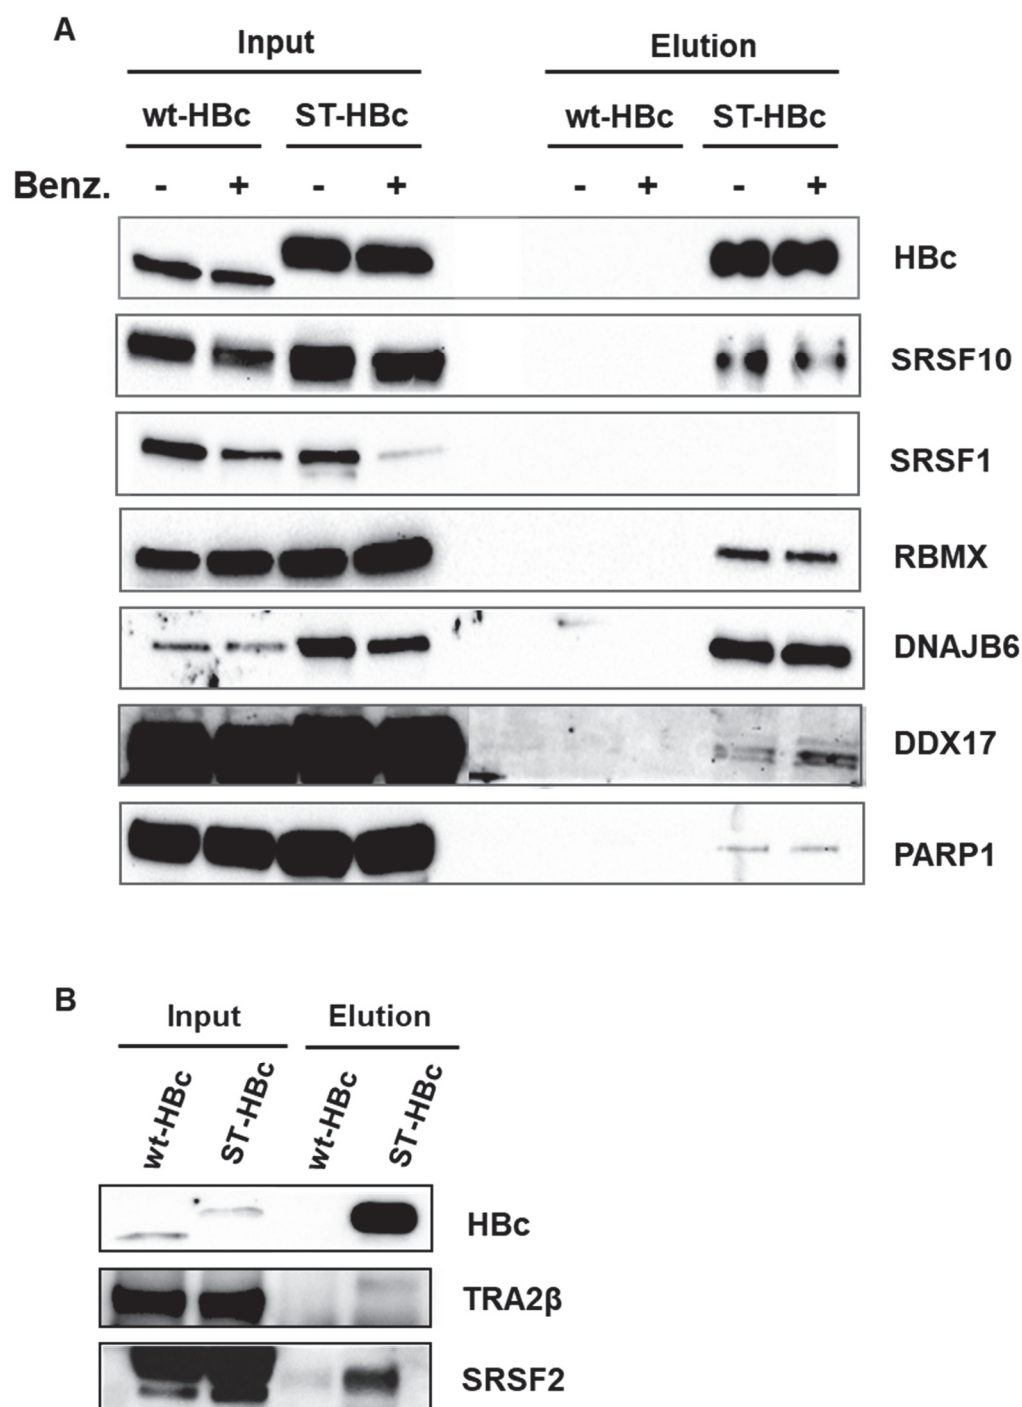 A
Input Elution
wt-HBc ST-HBc wt-HBc ST-HBc
Benz. - + - + - + - +
HBc
SRSF10
SRSF1
RBMX
DNAJB6
DDX17
PARP1
B
Input Elution
wt-HBc ST-HBc wt-HBc ST-HBc
HBc
TRA2β
SRSF2